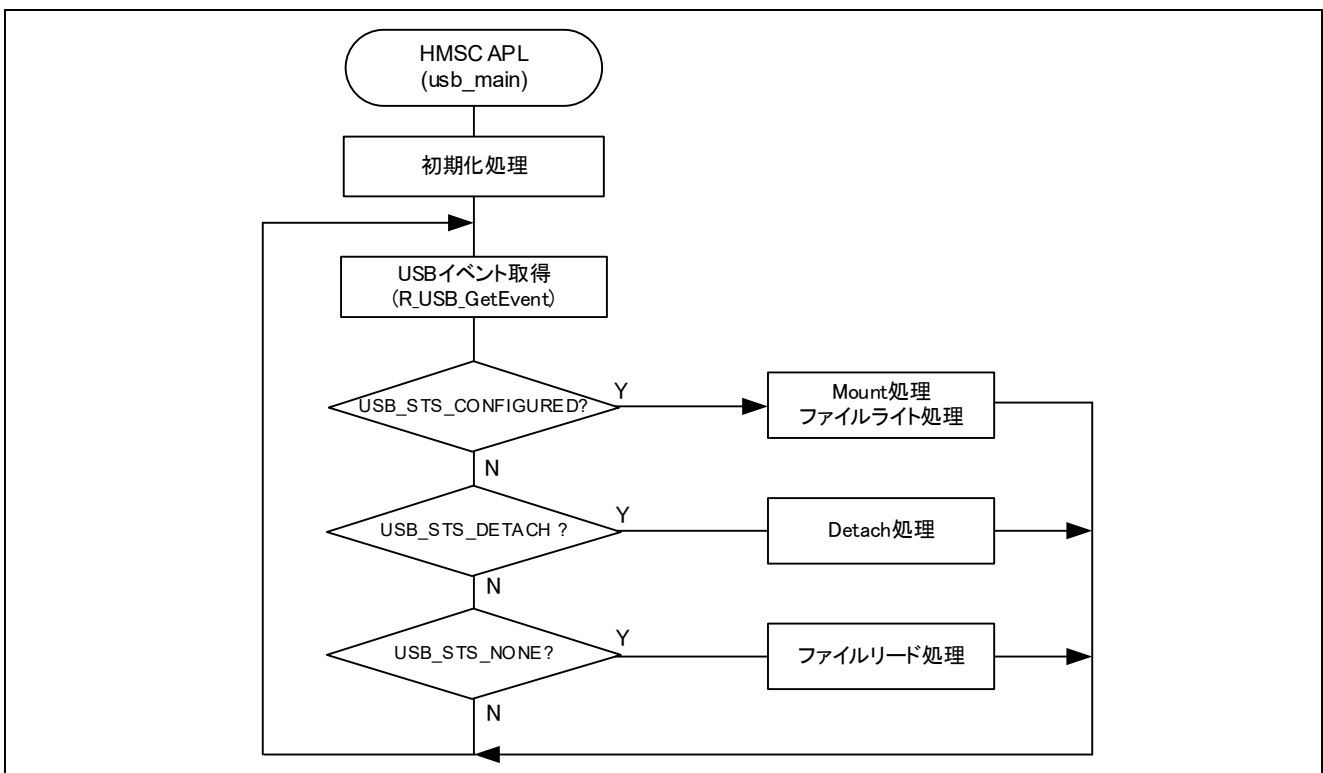 HMSC APL
(usb_main)
初期化処理
USBイベント取得
(R_USB_GetEvent)
USB_STS_CONFIGURED?
Y
Mount処理
ファイルライト処理
N
USB_STS_DETACH ?
Y
Detach処理
N
USB_STS_NONE?
Y
ファイルリード処理
N